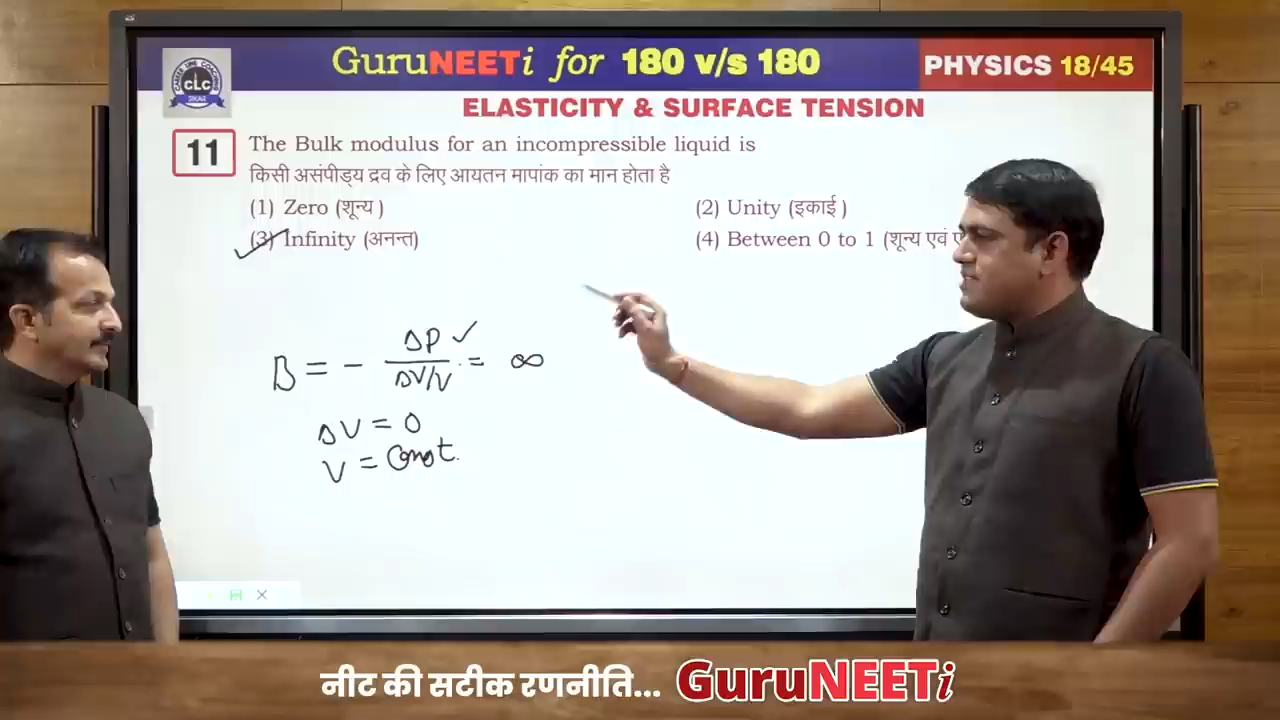 GuruNEETi for 180 v/s 180
PHYSICS 18/45
CLC
SIKAR
ELASTICITY & SURFACE TENSION
11
The Bulk modulus for an incompressible liquid is
किसी असंपीड्य द्रव के लिए आयतन मापांक का मान होता है
(1) Zero (शून्य )
(2) Unity (इकाई )
(3) Infinity (अनन्त)
(4) Between 0 to 1 (शून्य एवं
B = - ΔP / ΔV/V = ∞
ΔV = 0
V = Const.
नीट की सटीक रणनीति... GuruNEETi